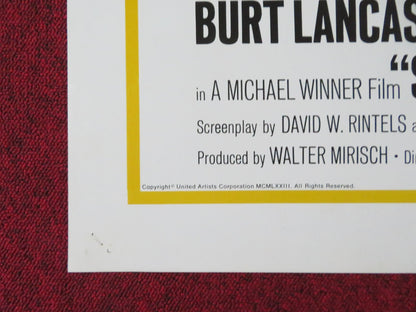 BURT LANCAS
"S
in A MICHAEL WINNER Film
Screenplay by DAVID W. RINTELS a
Produced by WALTER MIRISCH • Di
Copyright © United Artists Corporation MCMLXXIII. All Rights Reserved.